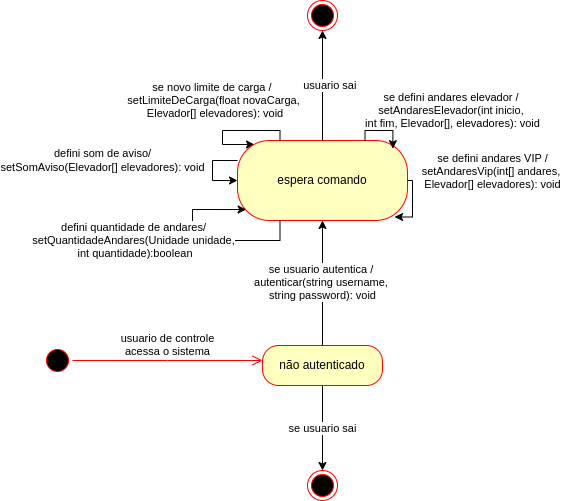 usuario sai
se novo limite de carga /
setLimiteDeCarga(float novaCarga,
Elevador[] elevadores): void
se defini andares elevador /
setAndaresElevador(int inicio,
int fim, Elevador[], elevadores): void
defini som de aviso/
setSomAviso(Elevador[] elevadores): void
espera comando
se defini andares VIP /
setAndaresVip(int[] andares,
Elevador[] elevadores): void
defini quantidade de andares/
setQuantidadeAndares(Unidade unidade,
int quantidade):boolean
se usuario autentica /
autenticar(string username,
string password): void
usuario de controle
acessa o sistema
não autenticado
se usuario sai